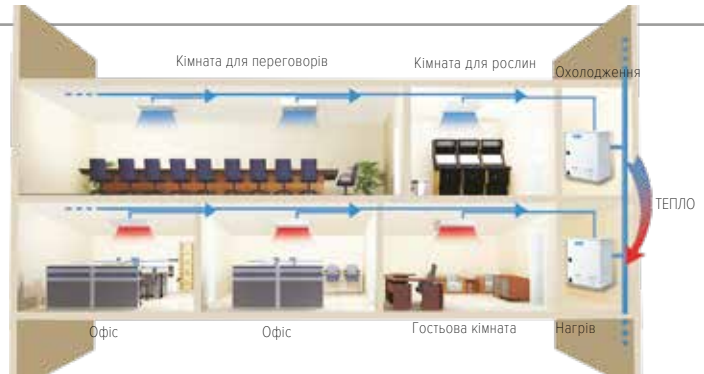 Кімната для переговорів
Кімната для рослин
Охолодження
ТЕПЛО
Офіс
Офіс
Гостьова кімната
Нагрів